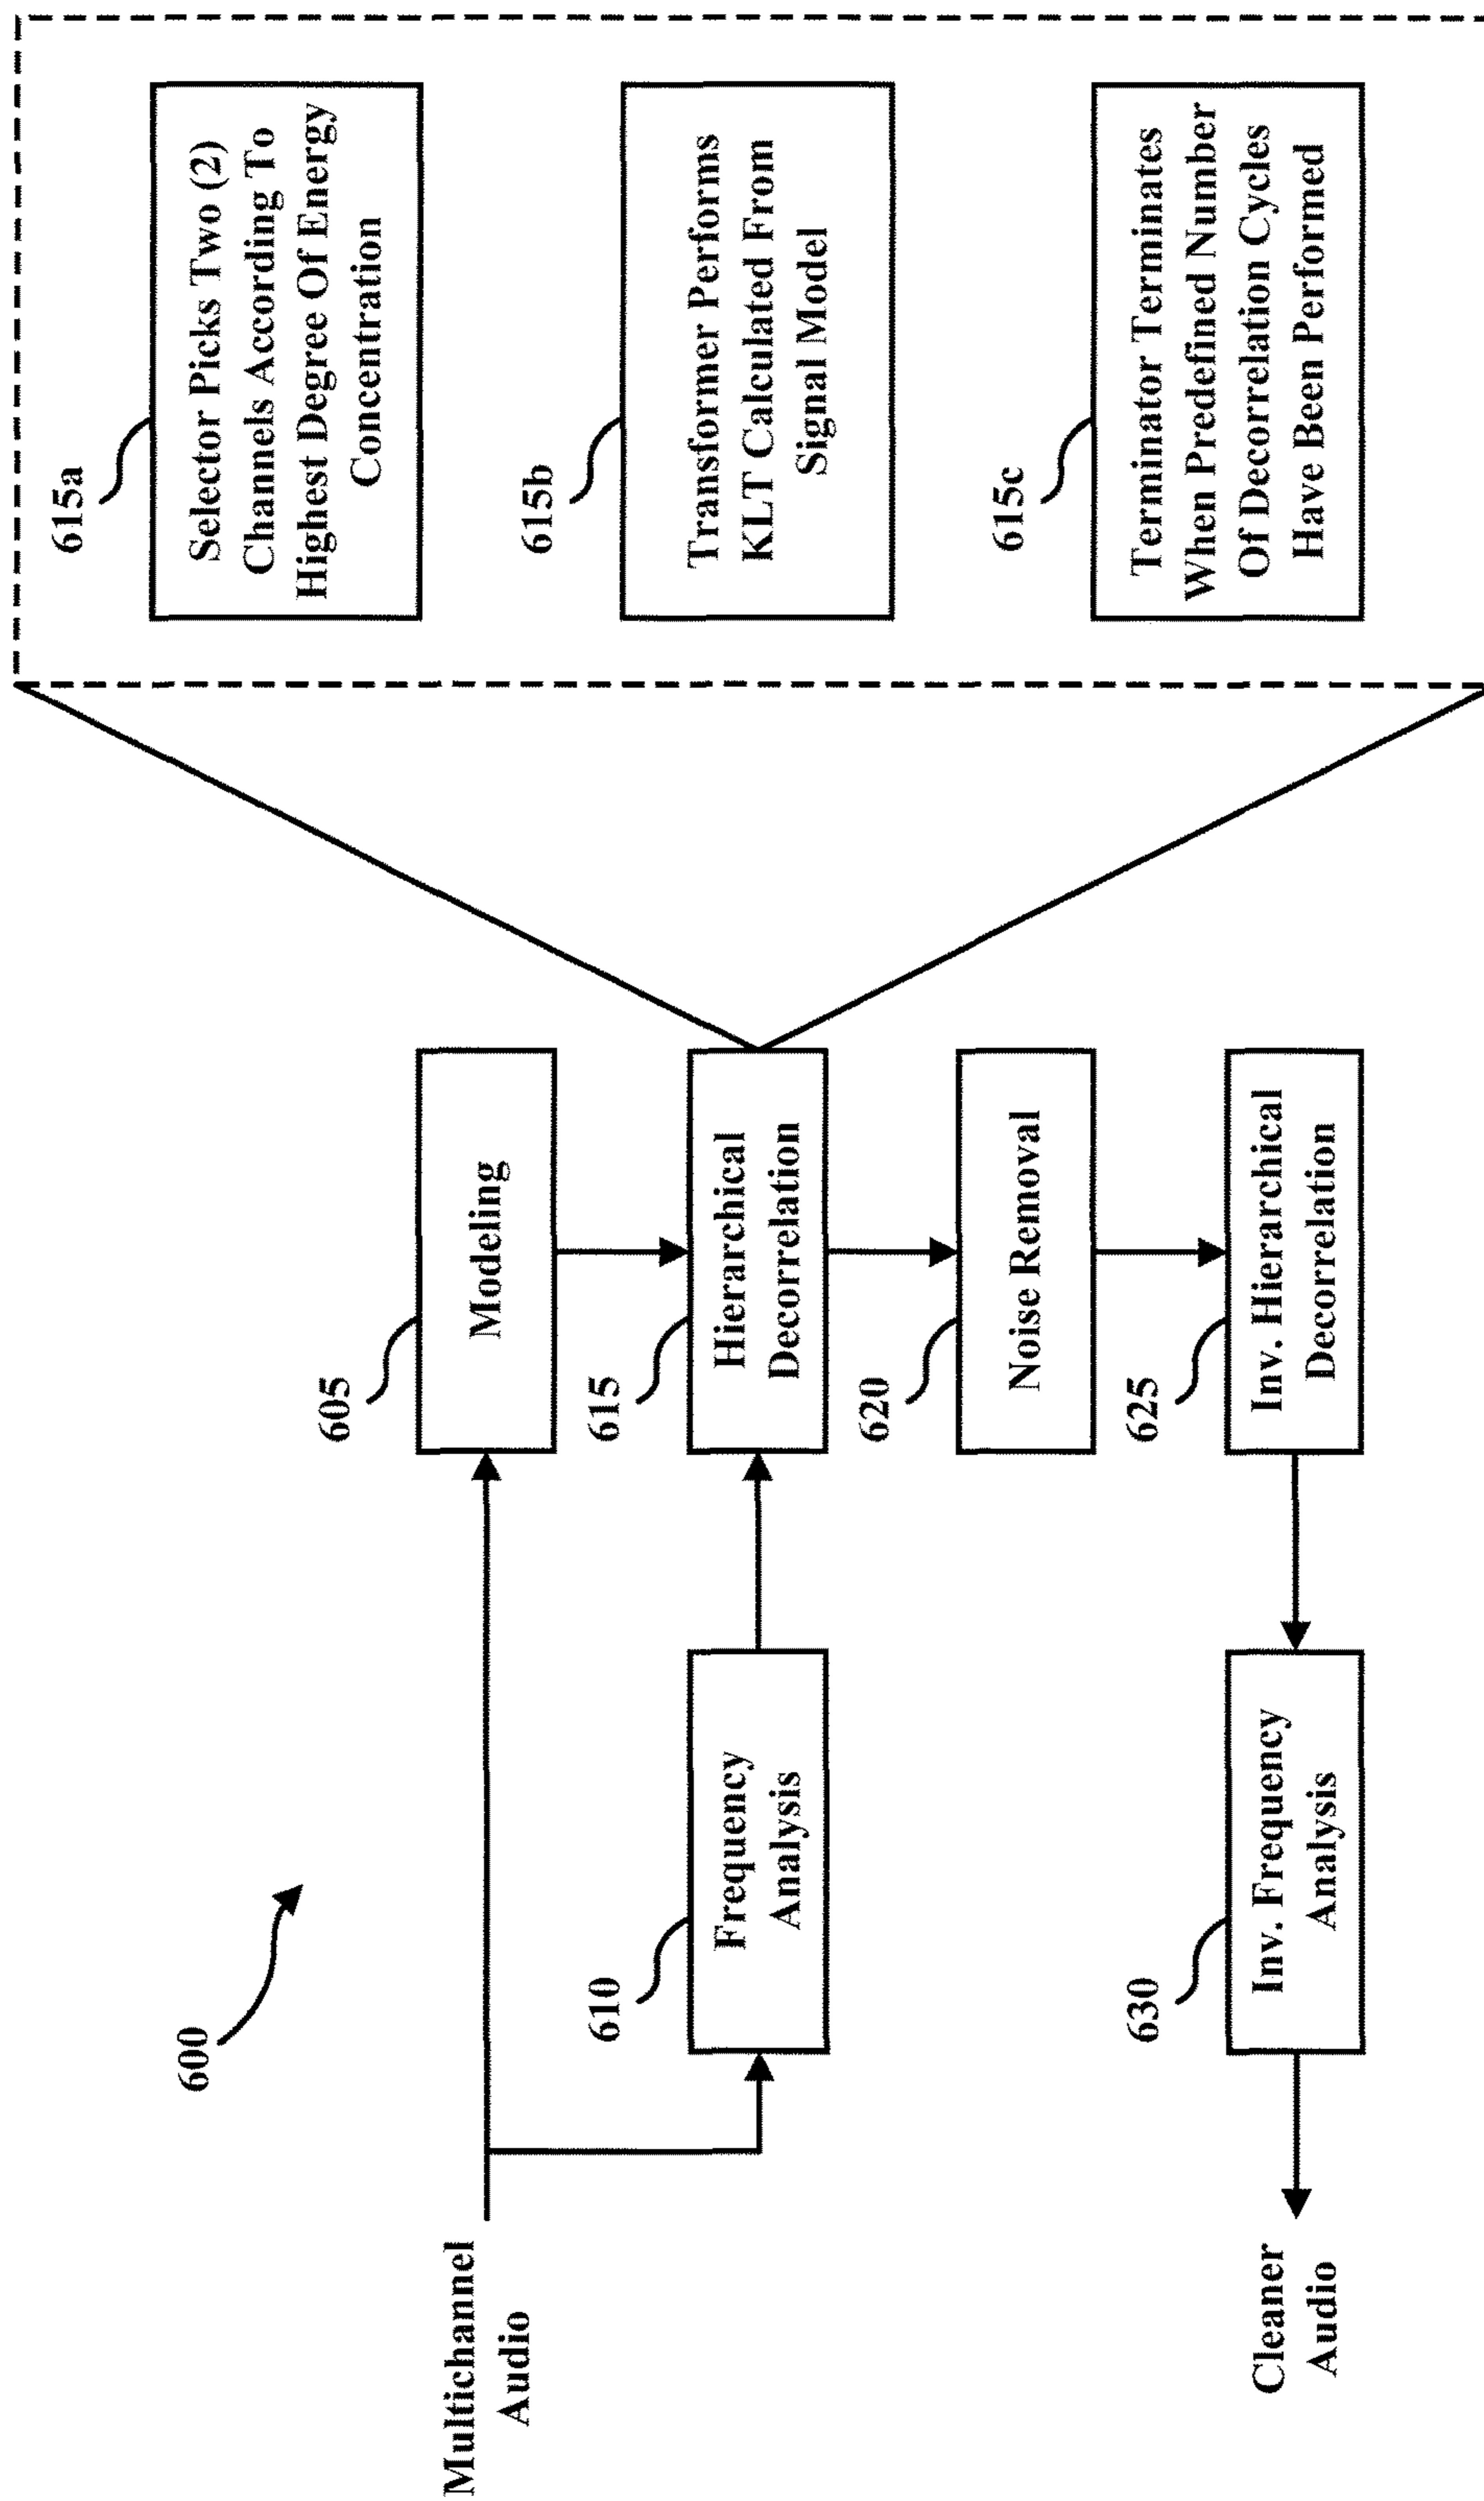 600
Multichannel
Audio
605
Modeling
610
Frequency
Analysis
615
Hierarchical
Decorrelation
620
Noise Removal
625
Inv. Hierarchical
Decorrelation
630
Inv. Frequency
Analysis
Cleaner
Audio
615a
Selector Picks Two (2)
Channels According To
Highest Degree Of Energy
Concentration
615b
Transformer Performs
KLT Calculated From
Signal Model
615c
Terminator Terminates
When Predefined Number
Of Decorrelation Cycles
Have Been Performed